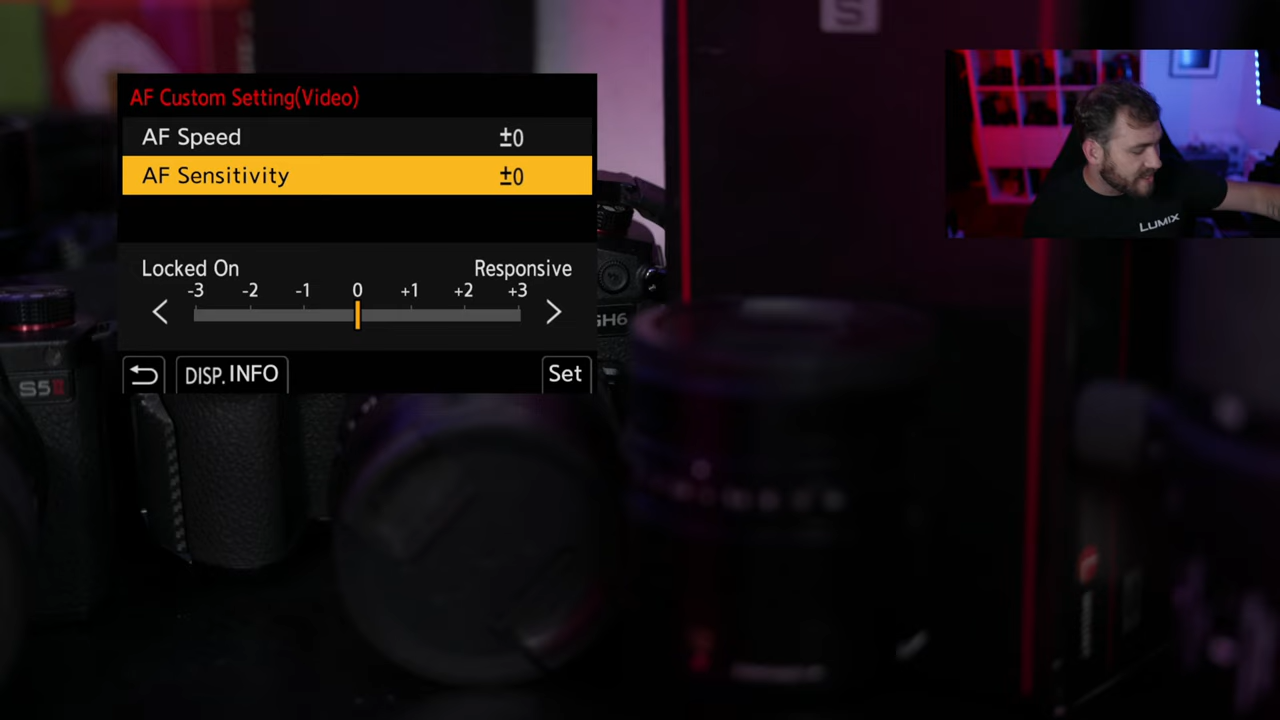 S
AF Custom Setting(Video)
AF Speed ±0
AF Sensitivity ±0
Locked On Responsive
-3 -2 -1 0 +1 +2 +3
DISP. INFO Set
LUMIX
GH6
S5II